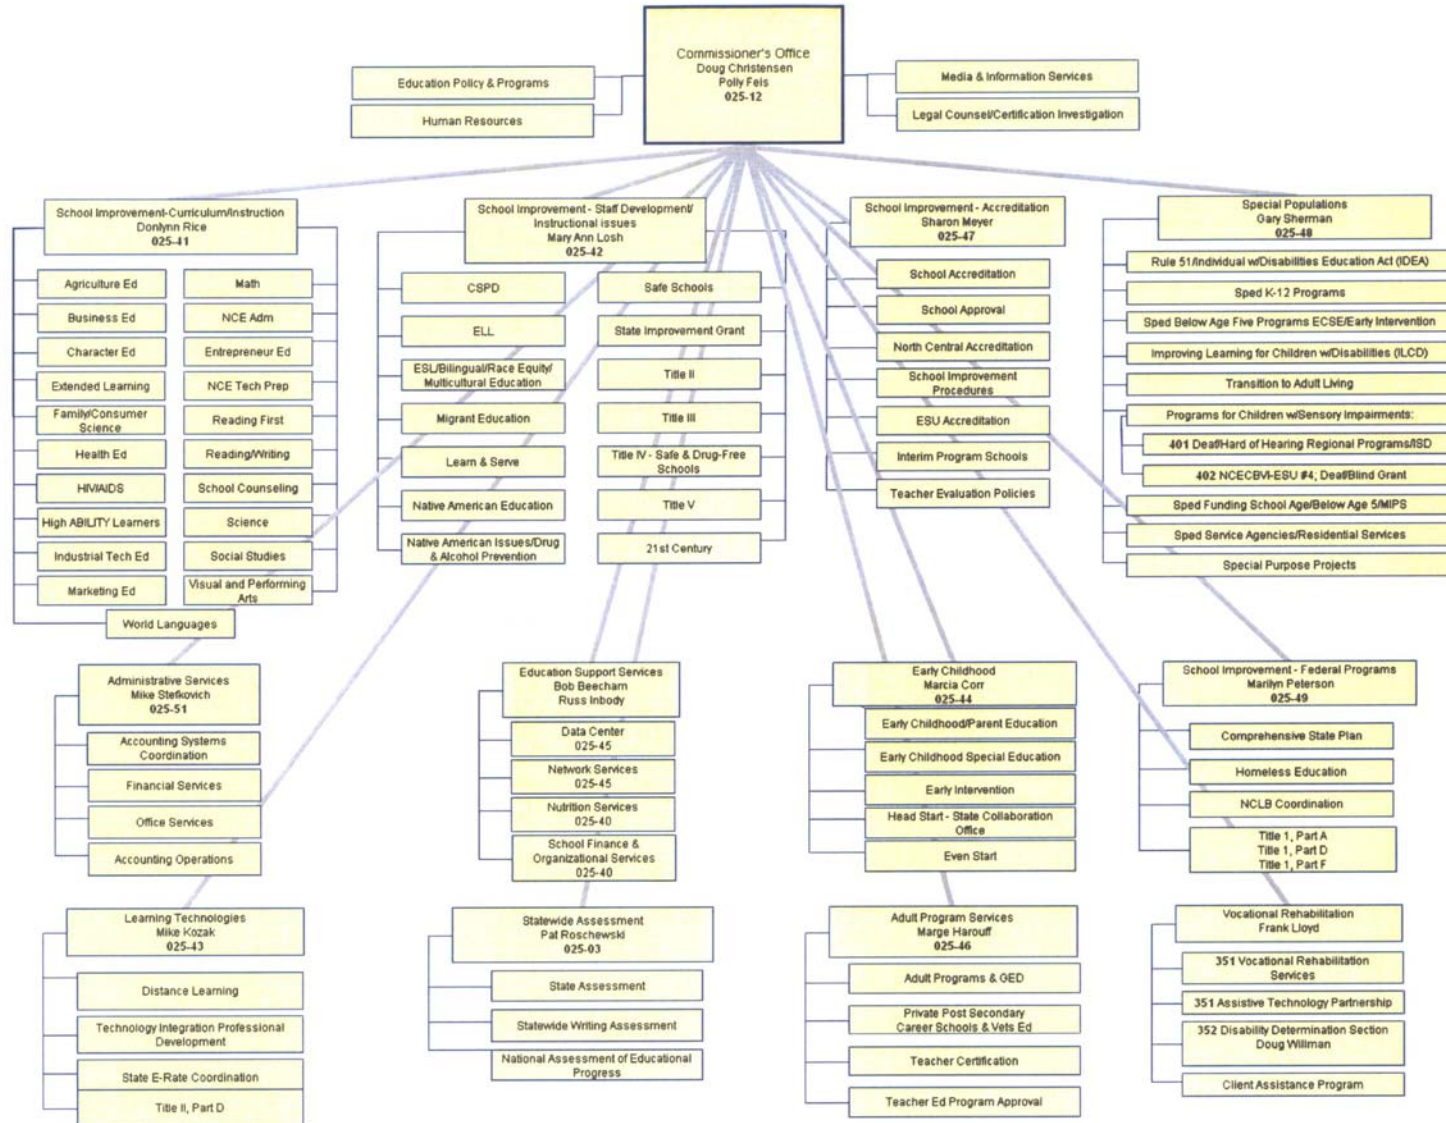 Commissioner's Office
Doug Christensen
Polly Feis
025-12
Education Policy & Programs
Human Resources
Media & Information Services
Legal Counsel/Certification Investigation
School Improvement-Curriculum/Instruction
Donlynn Rice
025-41
Agriculture Ed
Business Ed
Character Ed
Extended Learning
Family/Consumer
Science
Health Ed
HIV/AIDS
High ABILITY Learners
Industrial Tech Ed
Marketing Ed
Math
NCE Adm
Entrepreneur Ed
NCE Tech Prep
Reading First
Reading/Writing
School Counseling
Science
Social Studies
Visual and Performing
Arts
World Languages
School Improvement - Staff Development/
Instructional issues
Mary Ann Losh
025-42
CSPD
ELL
ESL/Bilingual/Race Equity/
Multicultural Education
Migrant Education
Learn & Serve
Native American Education
Native American Issues/Drug
& Alcohol Prevention
Safe Schools
State Improvement Grant
Title II
Title III
Title IV - Safe & Drug-Free
Schools
Title V
21st Century
School Improvement - Accreditation
Sharon Meyer
025-47
School Accreditation
School Approval
North Central Accreditation
School Improvement
Procedures
ESU Accreditation
Interim Program Schools
Teacher Evaluation Policies
Special Populations
Gary Sherman
025-48
Rule 51/Individual w/Disabilities Education Act (IDEA)
Sped K-12 Programs
Sped Below Age Five Programs ECSE/Early Intervention
Improving Learning for Children w/Disabilities (ILCD)
Transition to Adult Living
Programs for Children w/Sensory Impairments:
401 Deaf/Hard of Hearing Regional Programs/ISD
402 NCECBVI-ESU #4; Deaf/Blind Grant
Sped Funding School Age/Below Age 5/MIPS
Sped Service Agencies/Residential Services
Special Purpose Projects
Administrative Services
Mike Stefkovich
025-51
Accounting Systems
Coordination
Financial Services
Office Services
Accounting Operations
Education Support Services
Bob Beecham
Russ Inbody
Data Center
025-45
Network Services
025-45
Nutrition Services
025-40
School Finance &
Organizational Services
025-40
Early Childhood
Marcia Corr
025-44
Early Childhood/Parent Education
Early Childhood Special Education
Early Intervention
Head Start - State Collaboration
Office
Even Start
School Improvement - Federal Programs
Marilyn Peterson
025-49
Comprehensive State Plan
Homeless Education
NCLB Coordination
Title 1, Part A
Title 1, Part D
Title 1, Part F
Learning Technologies
Mike Kozak
025-43
Distance Learning
Technology Integration Professional
Development
State E-Rate Coordination
Title II, Part D
Statewide Assessment
Pat Roschewski
025-03
State Assessment
Statewide Writing Assessment
National Assessment of Educational
Progress
Adult Program Services
Marge Harouff
025-46
Adult Programs & GED
Private Post Secondary
Career Schools & Vets Ed
Teacher Certification
Teacher Ed Program Approval
Vocational Rehabilitation
Frank Lloyd
351 Vocational Rehabilitation
Services
351 Assistive Technology Partnership
352 Disability Determination Section
Doug Willman
Client Assistance Program